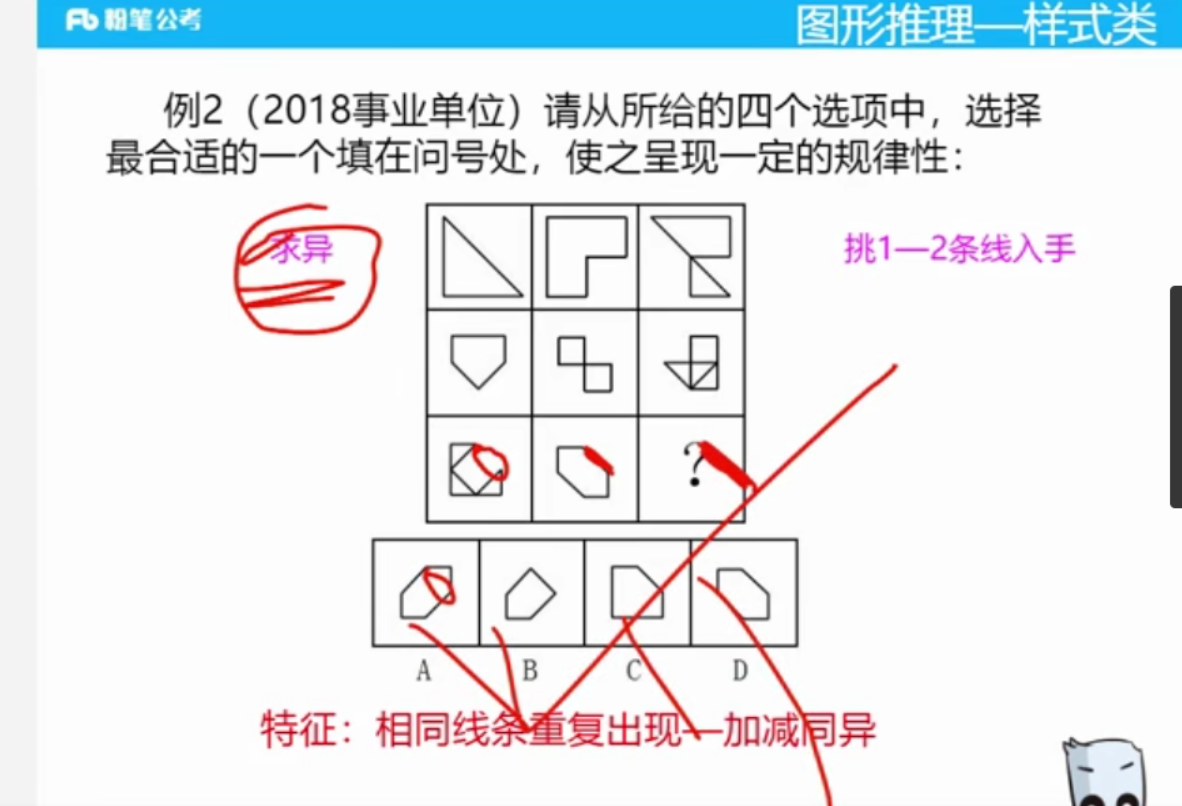 粉笔公考
图形推理—样式类
例2（2018事业单位）请从所给的四个选项中，选择
最合适的一个填在问号处，使之呈现一定的规律性：
求异
挑1—2条线入手
?
A B C D
特征：相同线条重复出现—加减同异